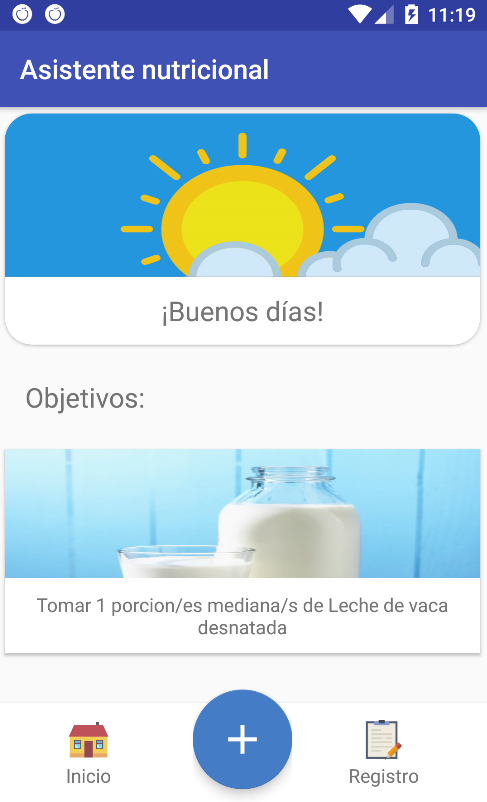 11:19
Asistente nutricional
¡Buenos días!
Objetivos:
Tomar 1 porcion/es mediana/s de Leche de vaca
desnatada
Inicio
Registro